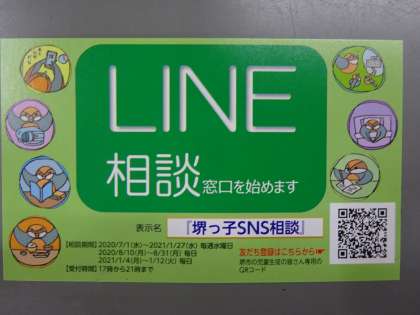 LINE
相談窓口を始めます
表示名 『堺っ子SNS相談』
【相談期間】2020/7/1(水)～2021/1/27(水) 毎週水曜日
2020/8/10(月)～8/31(月) 毎日
2021/1/4(月)～1/12(火) 毎日
【受付時間】17時から21時まで
友だち登録はこちらから☞
堺市の児童生徒の皆さん専用の
QRコード